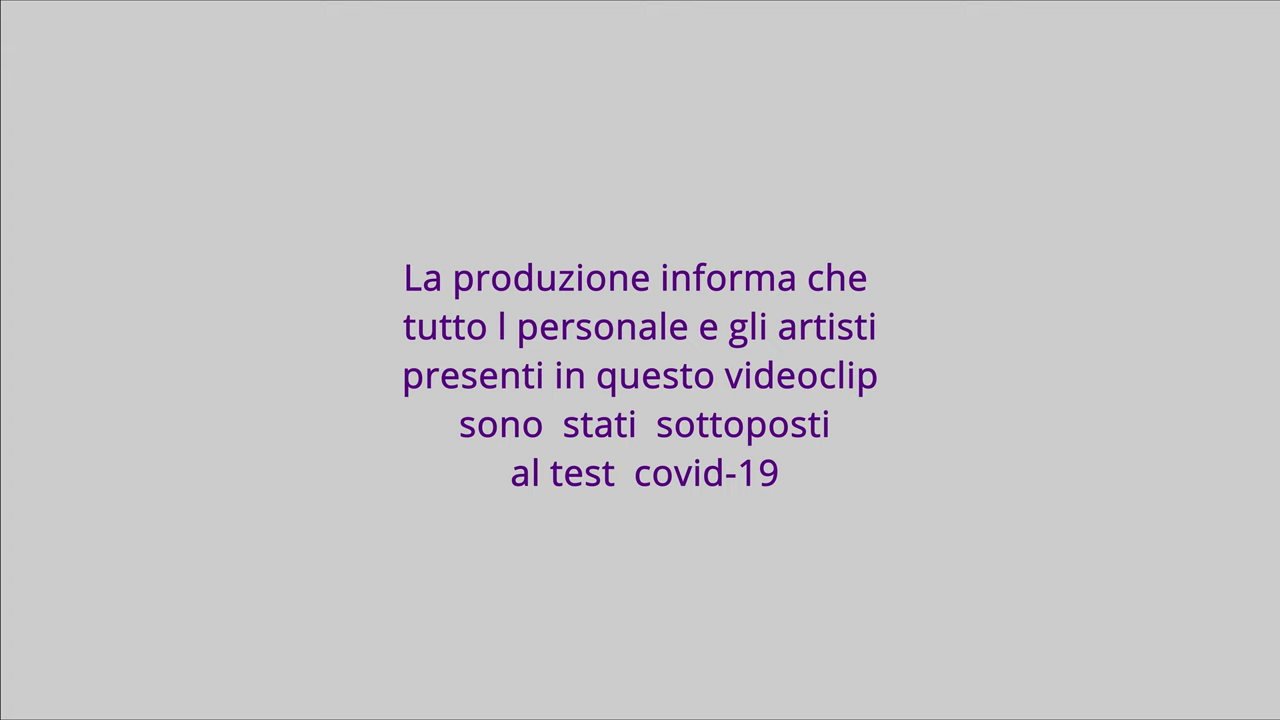 La produzione informa che
tutto l personale e gli artisti
presenti in questo videoclip
sono stati sottoposti
al test covid-19